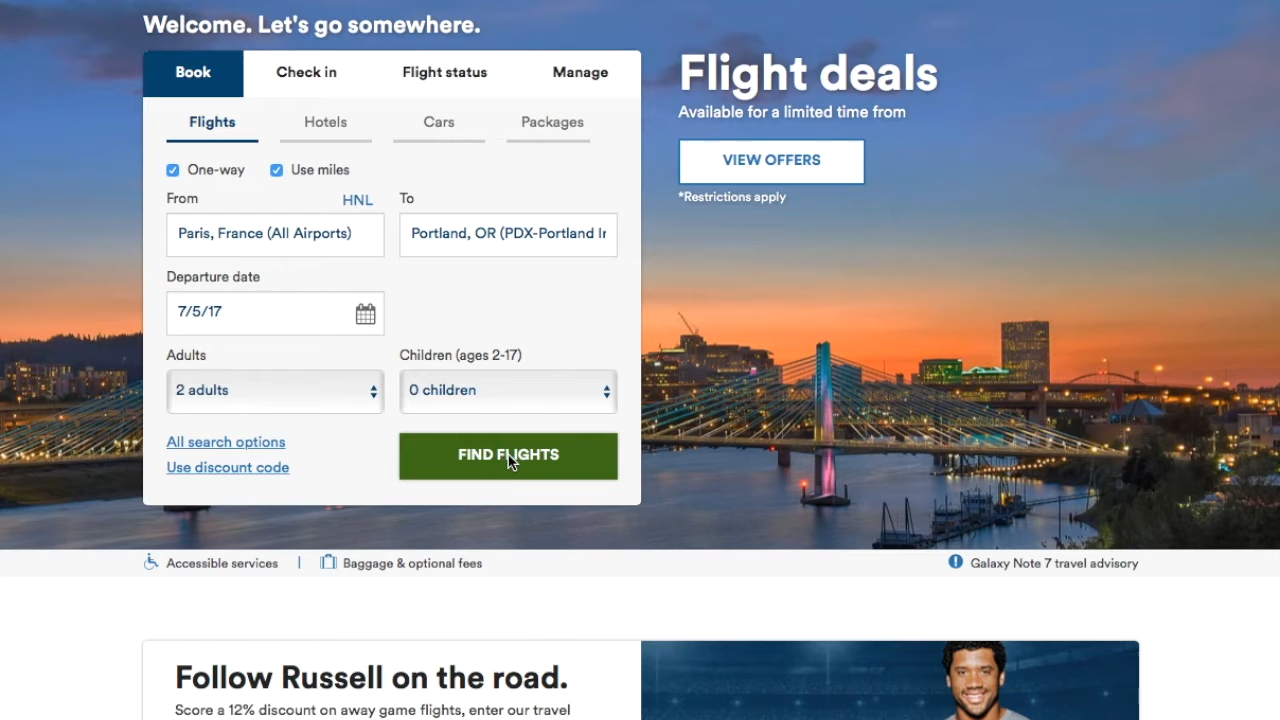 Welcome. Let's go somewhere.
Book Check in Flight status Manage
Flights Hotels Cars Packages
One-way Use miles
From HNL To
Paris, France (All Airports) Portland, OR (PDX-Portland Ir
Departure date
7/5/17
Adults Children (ages 2-17)
2 adults 0 children
All search options
FIND FLIGHTS
Use discount code
Flight deals
Available for a limited time from
VIEW OFFERS
*Restrictions apply
Accessible services | Baggage & optional fees Galaxy Note 7 travel advisory
Follow Russell on the road.
Score a 12% discount on away game flights, enter our travel